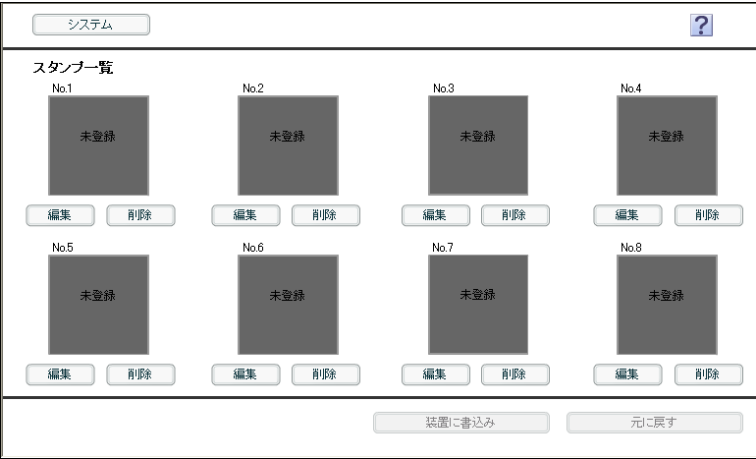 システム
?
スタンプ一覧
No.1 No.2 No.3 No.4
未登録 未登録 未登録 未登録
編集 削除 編集 削除 編集 削除 編集 削除
No.5 No.6 No.7 No.8
未登録 未登録 未登録 未登録
編集 削除 編集 削除 編集 削除 編集 削除
装置に書込み 元に戻す